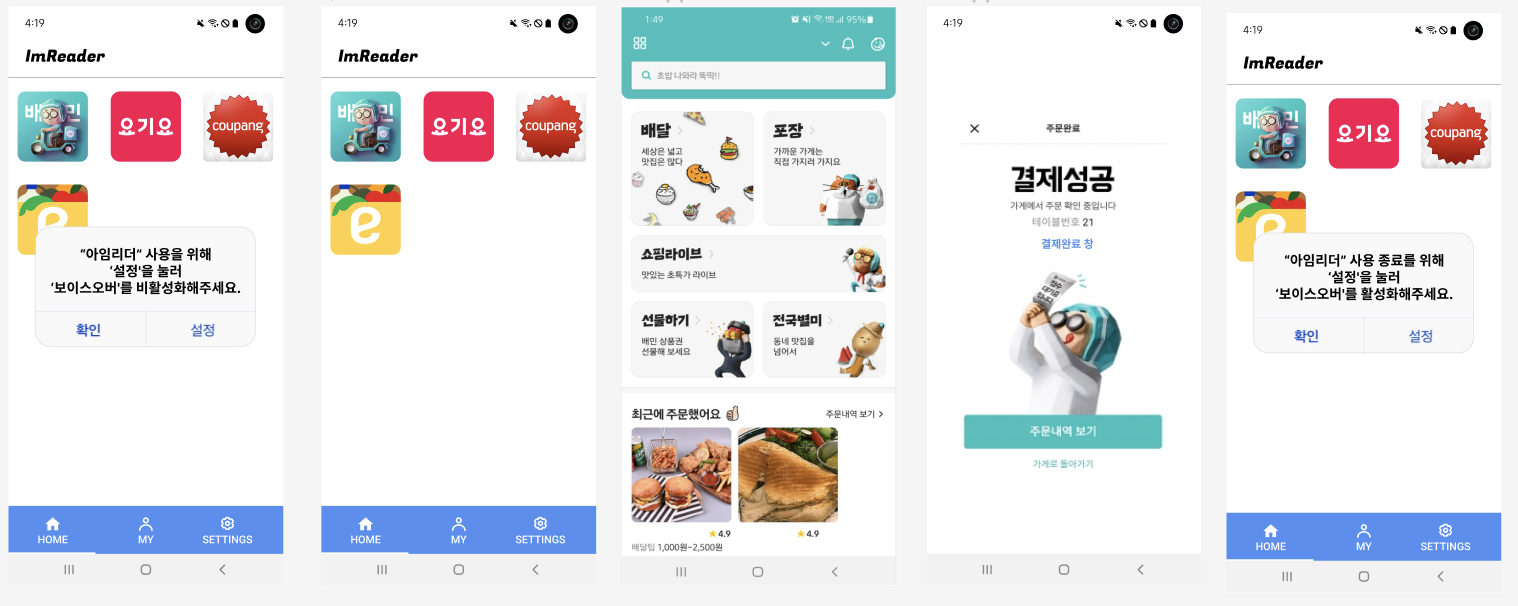 4:19
ImReader
배민
요기요
coupang
e
“아임리더” 사용을 위해
‘설정'을 눌러
‘보이스오버'를 비활성화해주세요.
확인
설정
HOME
MY
SETTINGS
4:19
ImReader
배민
요기요
coupang
e
HOME
MY
SETTINGS
1:49
95%
초밥 나와라 뚝딱!!
배달
세상은 넓고
맛집은 많다
포장
가까운 가게는
직접 가지러 가지요
쇼핑라이브
맛있는 초특가 라이브
선물하기
배민 상품권
선물해 보세요
전국별미
동네 맛집을
넘어서
최근에 주문했어요
주문내역 보기
4.9
4.9
배달팁 1,000원~2,500원
4:19
주문완료
결제성공
가게에서 주문 확인 중입니다
테이블번호 21
결제완료 창
접수
대기중
입니다
주문내역 보기
가게로 돌아가기
4:19
ImReader
배민
요기요
coupang
e
“아임리더” 사용 종료를 위해
‘설정'을 눌러
‘보이스오버'를 활성화해주세요.
확인
설정
HOME
MY
SETTINGS